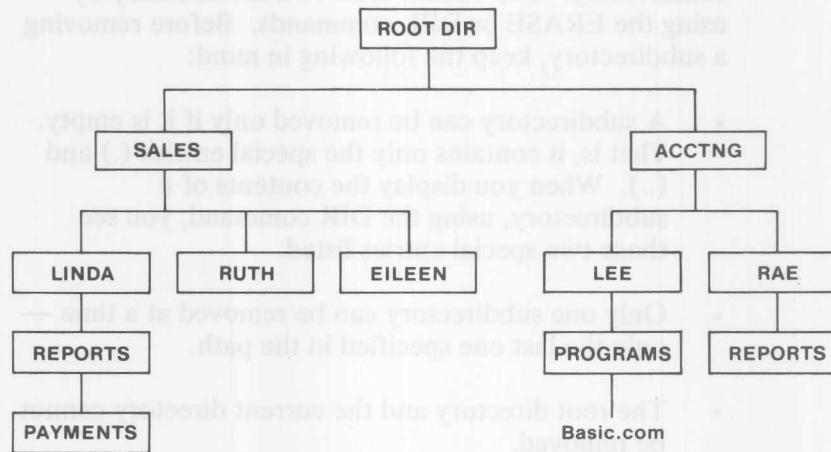 using the ERASE commands. Before removing
ROOT DIR
a subdirectory, keep the following in mind:
• A subdirectory can be removed only if it is empty.
SALES
ACCTNG
That is, it contains only the special (.) and
(..). When you display the contents of a
subdirectory, using the DIR command, you see
those two special entries listed.
LINDA
RUTH
EILEEN
LEE
RAE
• Only one subdirectory can be removed at a time —
REPORTS
PROGRAMS
REPORTS
the last one specified in the path.
• The root directory and the current directory cannot
PAYMENTS
Basic.com
be removed.